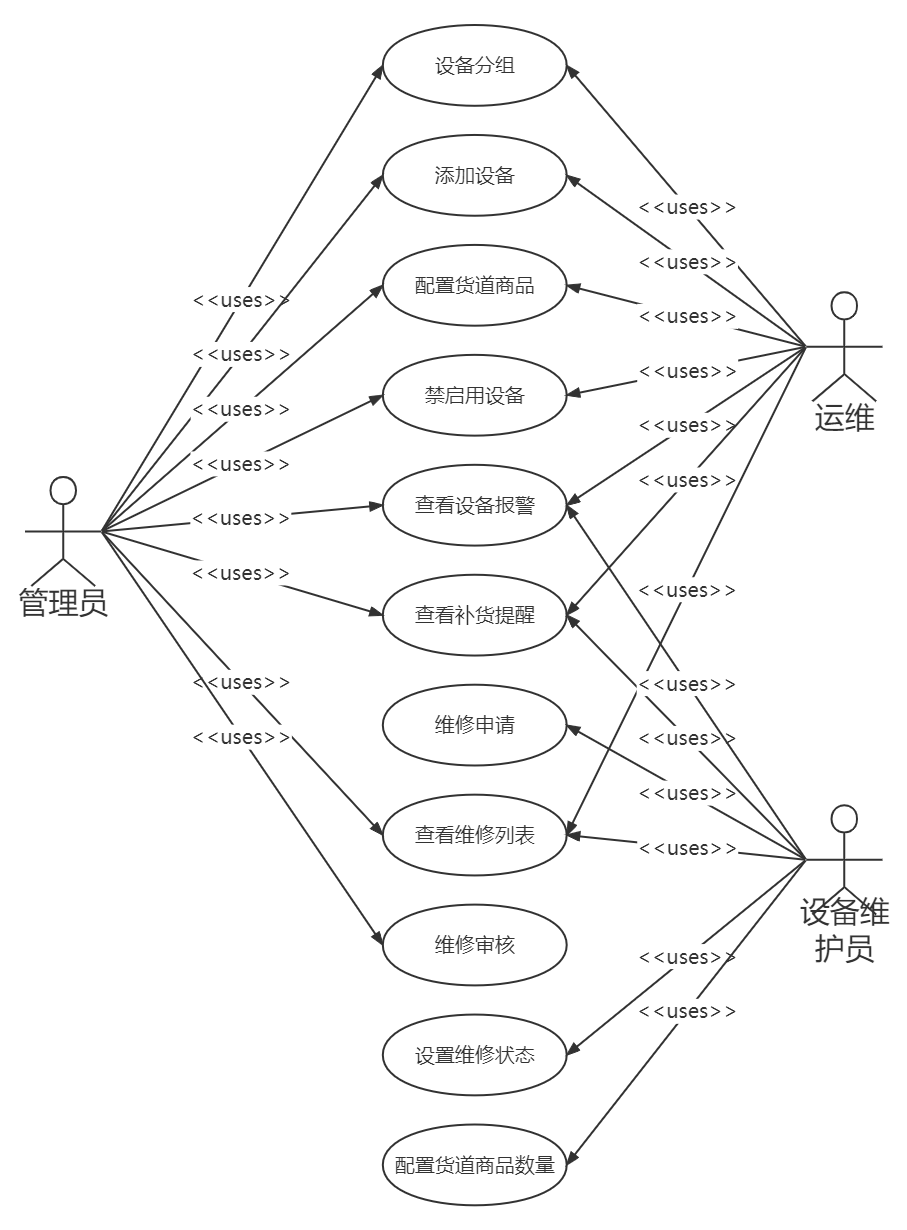 设备分组
添加设备
<<uses>>
<<uses>>
配置货道商品
<<uses>>
<<uses>>
<<uses>>
<<uses>>
禁启用设备
<<uses>>
运维
<<uses>>
<<uses>>
<<uses>>
查看设备报警
<<uses>>
<<uses>>
<<uses>>
管理员
查看补货提醒
<<uses>>
<<uses>>
维修申请
<<uses>>
<<uses>>
<<uses>>
查看维修列表
<<uses>>
设备维
护员
维修审核
<<uses>>
<<uses>>
设置维修状态
配置货道商品数量